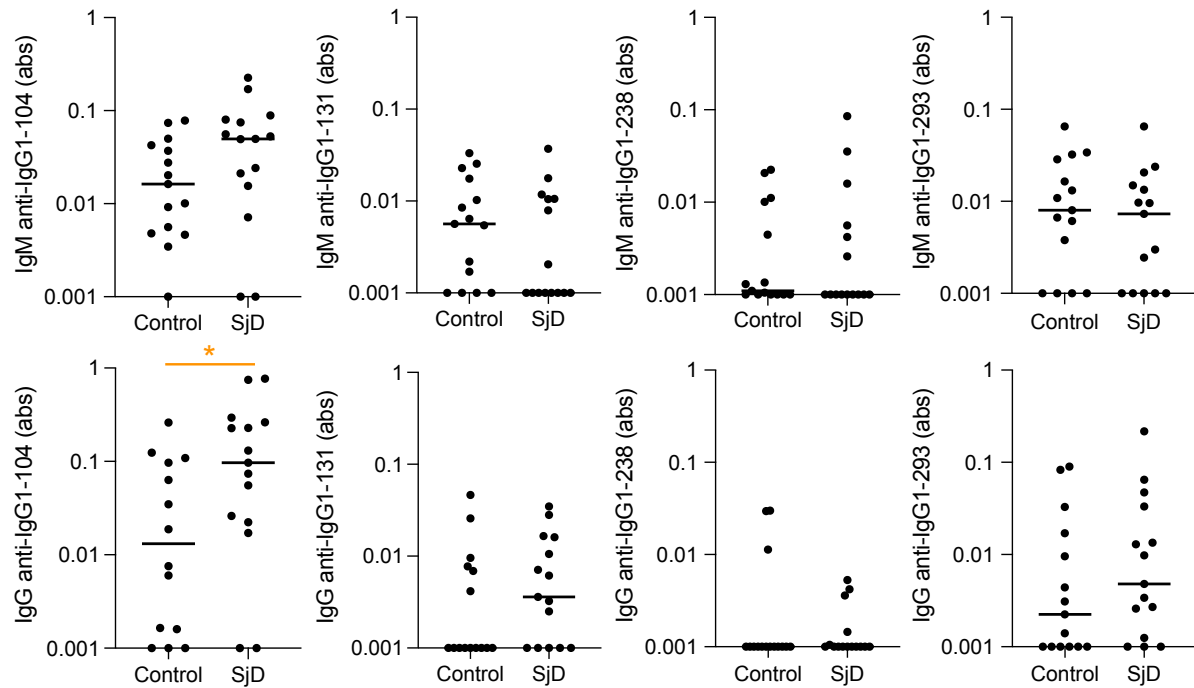 IgM anti-IgG1-104 (abs)
1
0.1
0.01
0.001
Control SjD
IgM anti-IgG1-131 (abs)
1
0.1
0.01
0.001
Control SjD
IgM anti-IgG1-238 (abs)
1
0.1
0.01
0.001
Control SjD
IgM anti-IgG1-293 (abs)
1
0.1
0.01
0.001
Control SjD
IgG anti-IgG1-104 (abs)
1
0.1
0.01
0.001
*
Control SjD
IgG anti-IgG1-131 (abs)
1
0.1
0.01
0.001
Control SjD
IgG anti-IgG1-238 (abs)
1
0.1
0.01
0.001
Control SjD
IgG anti-IgG1-293 (abs)
1
0.1
0.01
0.001
Control SjD